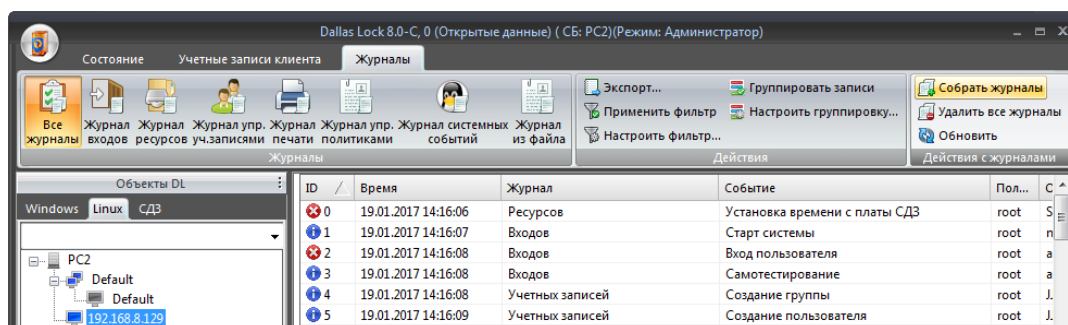 Dallas Lock 8.0-C, 0 (Открытые данные) ( СБ: PC2)(Режим: Администратор)
Состояние Учетные записи клиента Журналы
Все журналы
Журнал входов
Журнал ресурсов
Журнал упр. уч.записями
Журнал печати
Журнал упр. политиками
Журнал системных событий
Журнал из файла
Журналы
Экспорт...
Применить фильтр
Настроить фильтр...
Группировать записи
Настроить группировку...
Действия
Собрать журналы
Удалить все журналы
Обновить
Действия с журналами
Объекты DL
Windows Linux СДЗ
PC2
Default
Default
192.168.8.129
ID Время Журнал Событие Пол... С
0 19.01.2017 14:16:06 Ресурсов Установка времени с платы СДЗ root S
1 19.01.2017 14:16:07 Входов Старт системы root n
2 19.01.2017 14:16:08 Входов Вход пользователя root a
3 19.01.2017 14:16:08 Входов Самотестирование root a
4 19.01.2017 14:16:08 Учетных записей Создание группы root J.
5 19.01.2017 14:16:09 Учетных записей Создание пользователя root J.